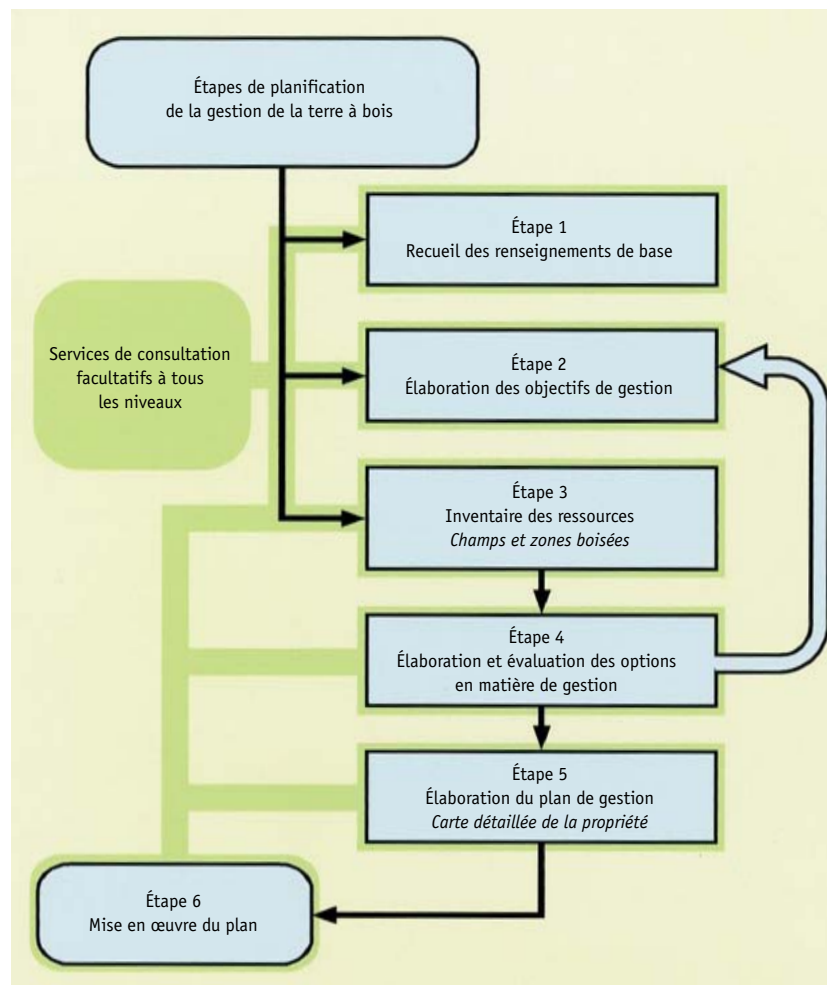 Étapes de planification
de la gestion de la terre à bois
Étape 1
Recueil des renseignements de base
Services de consultation
facultatifs à tous
les niveaux
Étape 2
Élaboration des objectifs de gestion
Étape 3
Inventaire des ressources
Champs et zones boisées
Étape 4
Élaboration et évaluation des options
en matière de gestion
Étape 5
Élaboration du plan de gestion
Carte détaillée de la propriété
Étape 6
Mise en œuvre du plan